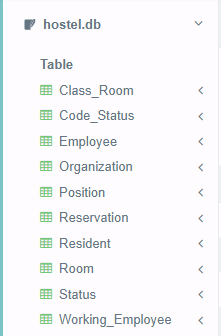 hostel.db
Table
Class_Room
Code_Status
Employee
Organization
Position
Reservation
Resident
Room
Status
Working_Employee